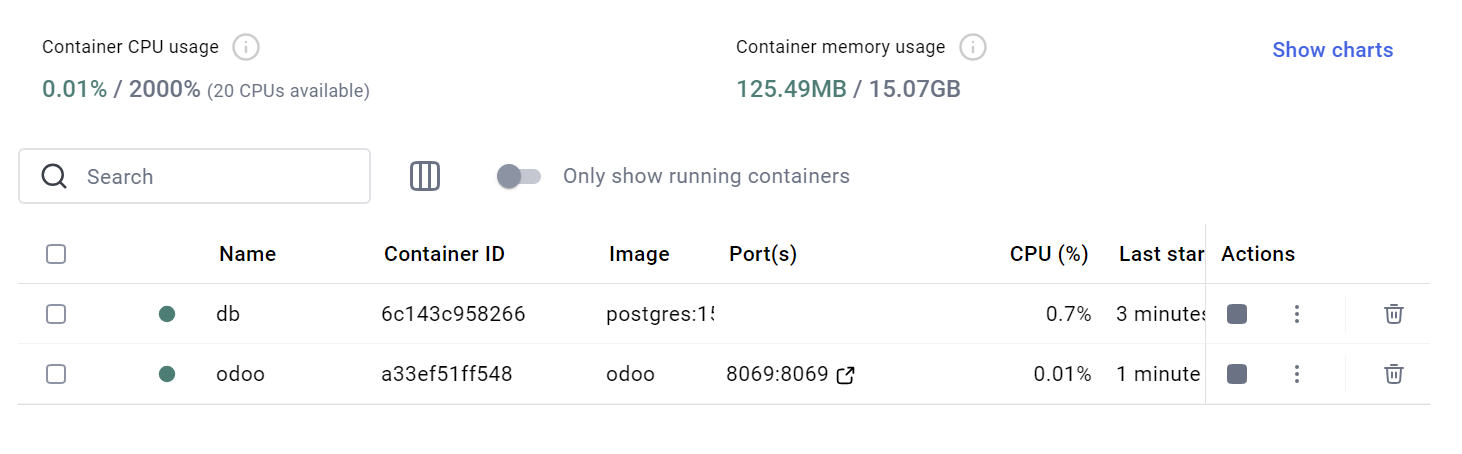 Container CPU usage
Container memory usage
Show charts
0.01% / 2000% (20 CPUs available)
125.49MB / 15.07GB
Search
Only show running containers
Name Container ID Image Port(s) CPU (%) Last star Actions
db 6c143c958266 postgres:15 0.7% 3 minutes
odoo a33ef51ff548 odoo 8069:8069 0.01% 1 minute